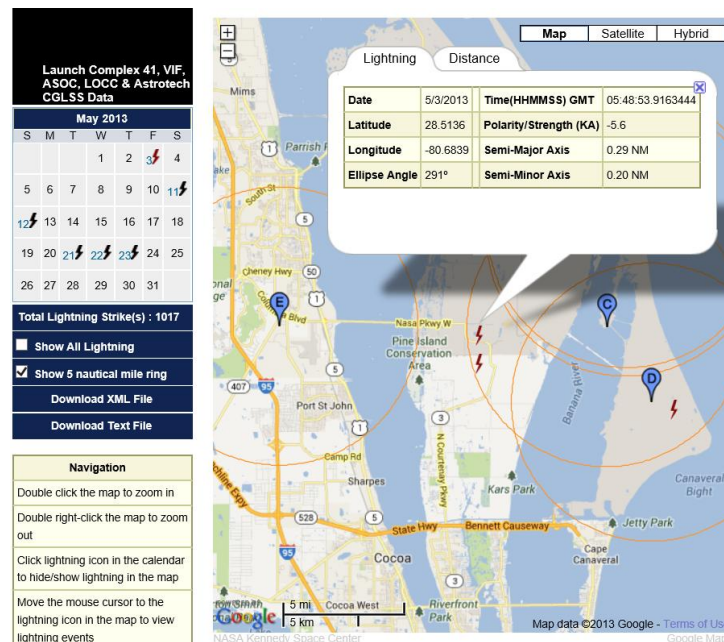 Launch Complex 41, VIF,
ASOC, LOCC & Astrotech
CGLSS Data
May 2013
S M T W T F S
1 2 3 4
5 6 7 8 9 10 11
12 13 14 15 16 17 18
19 20 21 22 23 24 25
26 27 28 29 30 31
Total Lightning Strike(s) : 1017
Show All Lightning
Show 5 nautical mile ring
Download XML File
Download Text File
Navigation
Double click the map to zoom in
Double right-click the map to zoom
out
Click lightning icon in the calendar
to hide/show lightning in the map
Move the mouse cursor to the
lightning icon in the map to view
lightning events
Map Satellite Hybrid
Lightning Distance
Date 5/3/2013 Time(HHMMSS) GMT 05:48:53.9163444
Latitude 28.5136 Polarity/Strength (KA) -5.6
Longitude -80.6839 Semi-Major Axis 0.29 NM
Ellipse Angle 291º Semi-Minor Axis 0.20 NM
Mims
1
Parrish
South St
5
Cheney Hwy 50
Columbia Blvd
E
1
C
Nasa Pkwy W
Pine Island
Conservation
Area
5
D
407 95
Port St John
1
3
Banana River
N Courtenay Pkwy
Camp Rd
Sharpes
Kars Park
Canaveral
Bight
528
5
State Hwy
Bennett Causeway
Jetty Park
95
Cocoa
Cape
Canaveral
3
5 mi
5 km
Cocoa West
Riverfront
Park
Google
Map data ©2013 Google - Terms of Us
NASA Kennedy Space Center
Google Map